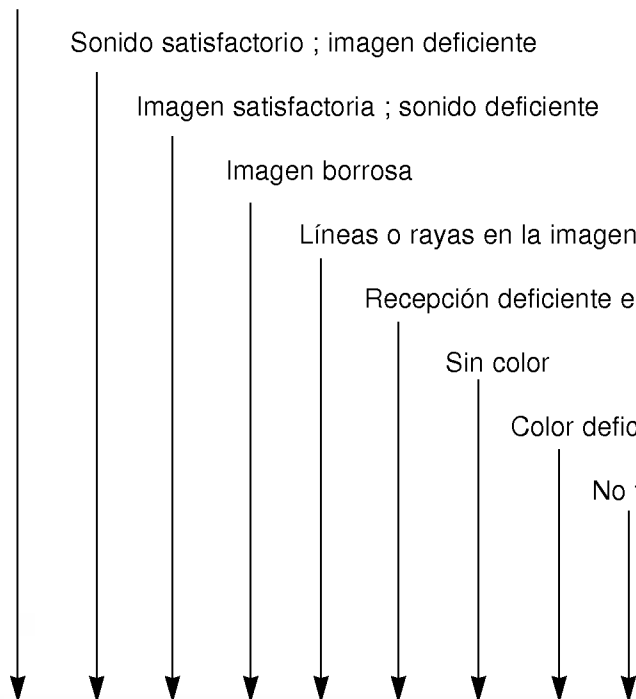 Sonido satisfactorio ; imagen deficiente
Imagen satisfactoria ; sonido deficiente
Imagen borrosa
Líneas o rayas en la imagen
Recepción deficiente
Sin color
Color
No